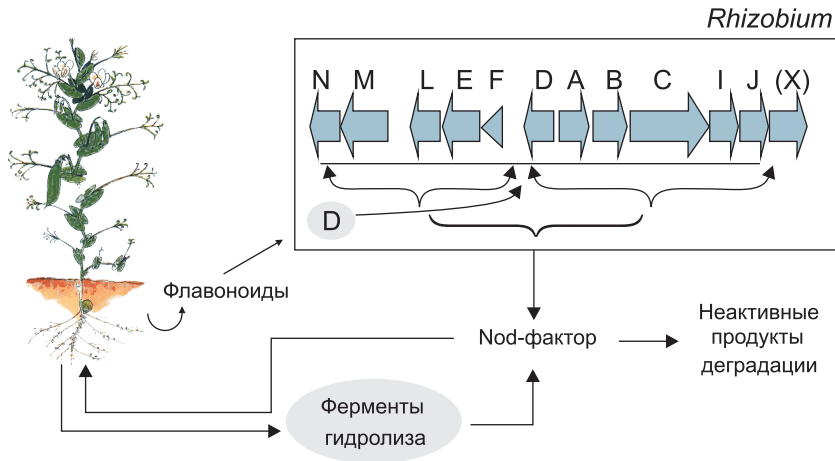 Rhizobium
N M L E F D A B C I J (X)
D
Флавоноиды
Nod-фактор
Неактивные
продукты
деградации
Ферменты
гидролиза